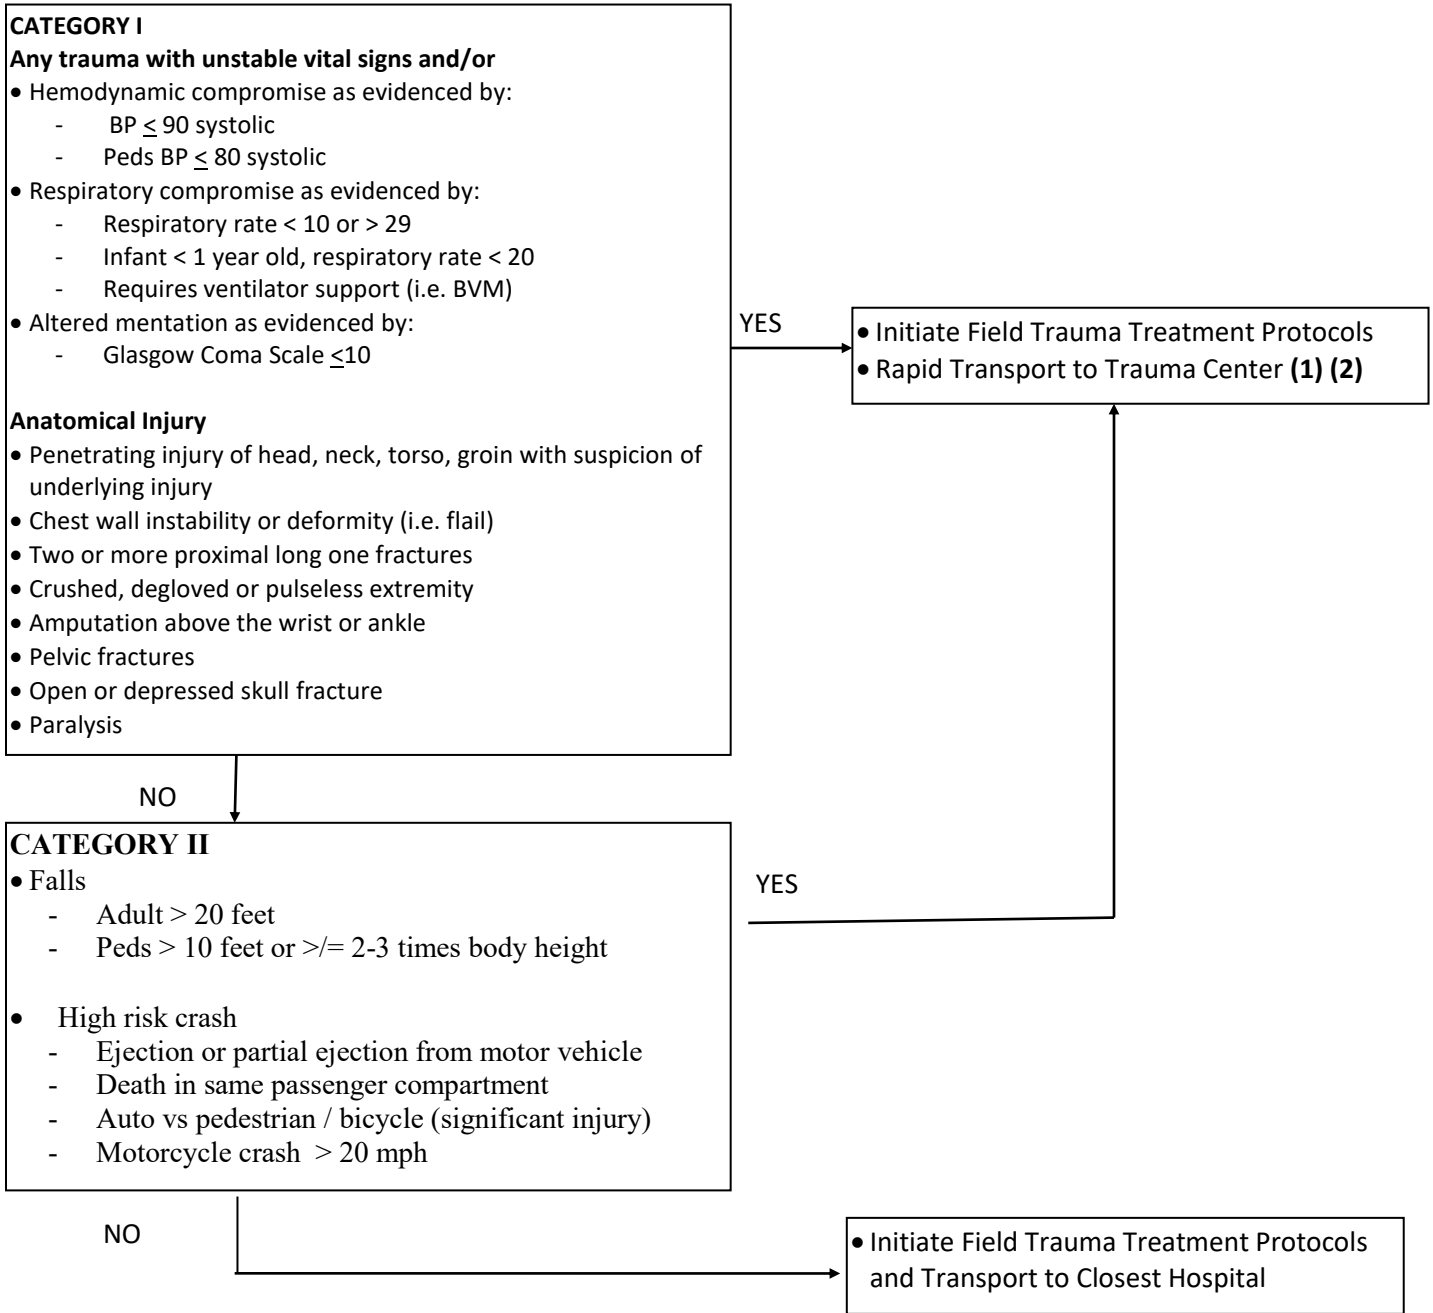 CATEGORY I
Any trauma with unstable vital signs and/or
• Hemodynamic compromise as evidenced by:
- BP ≤ 90 systolic
- Peds BP ≤ 80 systolic
• Respiratory compromise as evidenced by:
- Respiratory rate < 10 or > 29
- Infant < 1 year old, respiratory rate < 20
- Requires ventilator support (i.e. BVM)
• Altered mentation as evidenced by:
- Glasgow Coma Scale ≤10
Anatomical Injury
• Penetrating injury of head, neck, torso, groin with suspicion of
underlying injury
• Chest wall instability or deformity (i.e. flail)
• Two or more proximal long one fractures
• Crushed, degloved or pulseless extremity
• Amputation above the wrist or ankle
• Pelvic fractures
• Open or depressed skull fracture
• Paralysis
YES
• Initiate Field Trauma Treatment Protocols
• Rapid Transport to Trauma Center (1) (2)
NO
CATEGORY II
• Falls
- Adult > 20 feet
- Peds > 10 feet or >/= 2-3 times body height
• High risk crash
- Ejection or partial ejection from motor vehicle
- Death in same passenger compartment
- Auto vs pedestrian / bicycle (significant injury)
- Motorcycle crash > 20 mph
YES
NO
• Initiate Field Trauma Treatment Protocols
and Transport to Closest Hospital